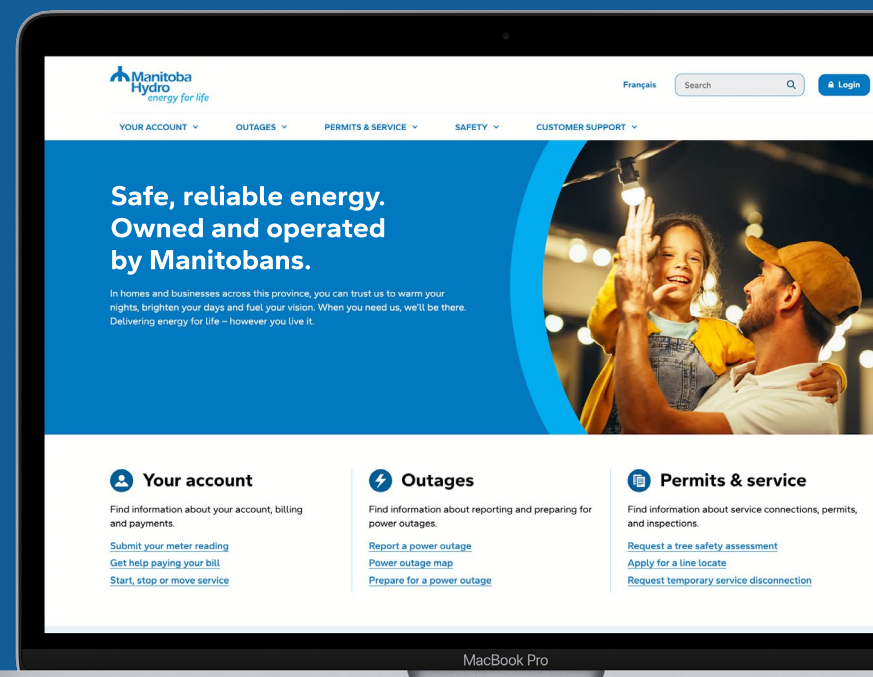 Manitoba
Hydro
energy for life
Français
Search
Login
YOUR ACCOUNT
OUTAGES
PERMITS & SERVICE
SAFETY
CUSTOMER SUPPORT
Safe, reliable energy.
Owned and operated
by Manitobans.
In homes and businesses across this province, you can trust us to warm your
nights, brighten your days and fuel your vision. When you need us, we'll be there.
Delivering energy for life – however you live it.
Your account
Find information about your account, billing
and payments.
Submit your meter reading
Get help paying your bill
Start, stop or move service
Outages
Find information about reporting and preparing for
power outages.
Report a power outage
Power outage map
Prepare for a power outage
Permits & service
Find information about service connections, permits,
and inspections.
Request a tree safety assessment
Apply for a line locate
Request temporary service disconnection
MacBook Pro